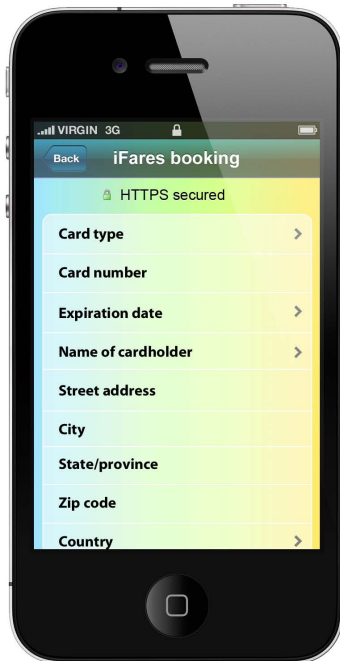 VIRGIN 3G
Back
iFares booking
HTTPS secured
Card type
Card number
Expiration date
Name of cardholder
Street address
City
State/province
Zip code
Country